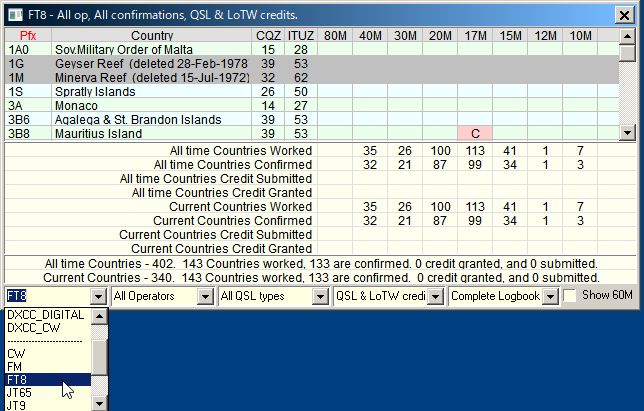 FT8 - All op, All confirmations, QSL & LoTW credits.
Pfx Country CQZ ITUZ 80M 40M 30M 20M 17M 15M 12M 10M
1A0 Sov.Military Order of Malta 15 28
1G Geyser Reef (deleted 28-Feb-1978 39 53
1M Minerva Reef (deleted 15-Jul-1972) 32 62
1S Spratly Islands 26 50
3A Monaco 14 27
3B6 Agalega & St. Brandon Islands 39 53
3B8 Mauritius Island 39 53 C
All time Countries Worked 35 26 100 113 41 1 7
All time Countries Confirmed 32 21 87 99 34 1 3
All time Countries Credit Submitted
All time Countries Credit Granted
Current Countries Worked 35 26 100 113 41 1 7
Current Countries Confirmed 32 21 87 99 34 1 3
Current Countries Credit Submitted
Current Countries Credit Granted
All time Countries - 402. 143 Countries worked, 133 are confirmed. 0 credit granted, and 0 submitted.
Current Countries - 340. 143 Countries worked, 133 are confirmed. 0 credit granted, and 0 submitted.
FT8 All Operators All QSL types QSL & LoTW credi Complete Logbook Show 60M
DXCC_DIGITAL
DXCC_CW
--------------------------
CW
FM
FT8
JT65
JT9